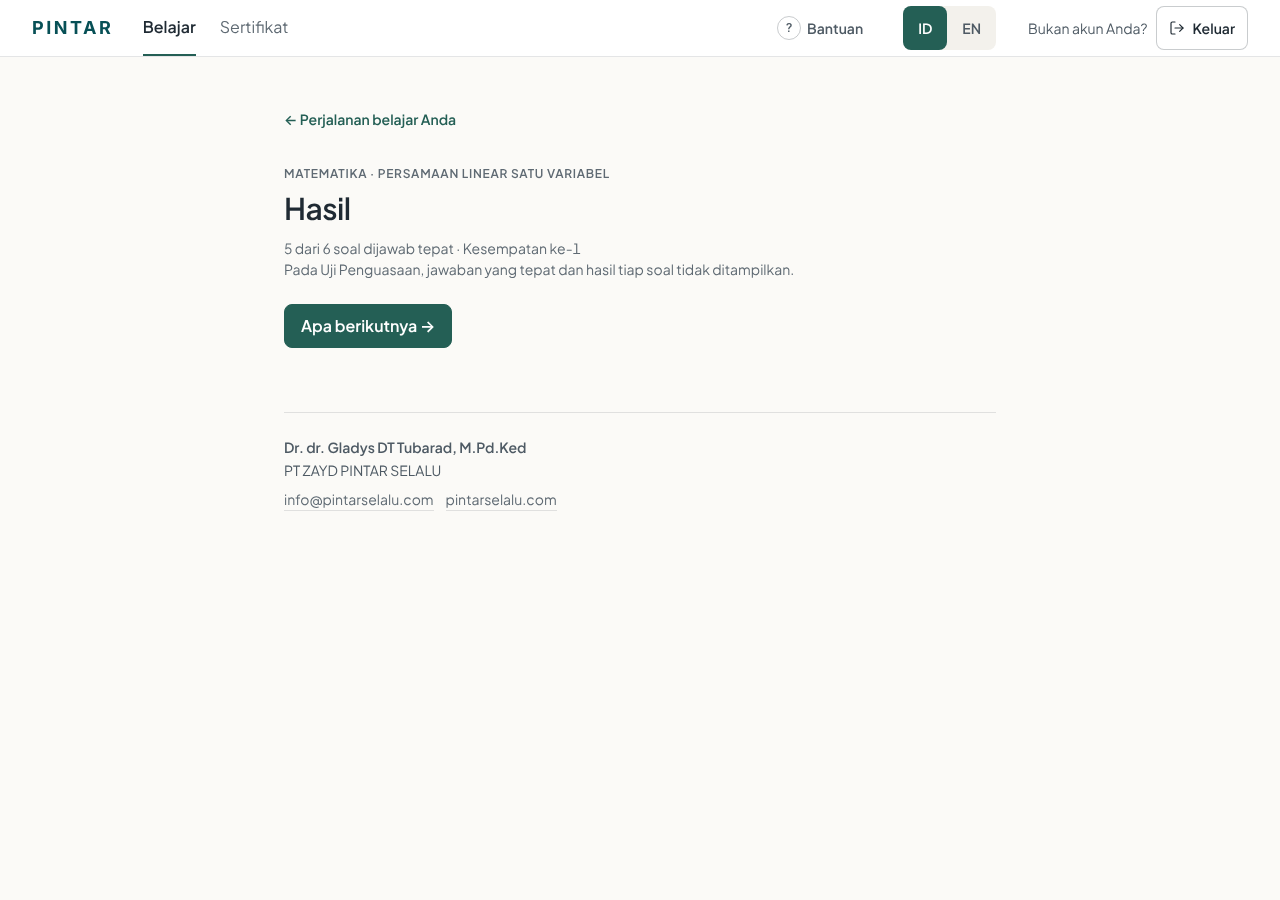 PINTAR Belajar Sertifikat ? Bantuan ID EN Bukan akun Anda? Keluar
← Perjalanan belajar Anda
MATEMATIKA · PERSAMAAN LINEAR SATU VARIABEL
Hasil
5 dari 6 soal dijawab tepat · Kesempatan ke-1
Pada Uji Penguasaan, jawaban yang tepat dan hasil tiap soal tidak ditampilkan.
Apa berikutnya →
Dr. dr. Gladys DT Tubarad, M.Pd.Ked
PT ZAYD PINTAR SELALU
info@pintarselalu.com pintarselalu.com